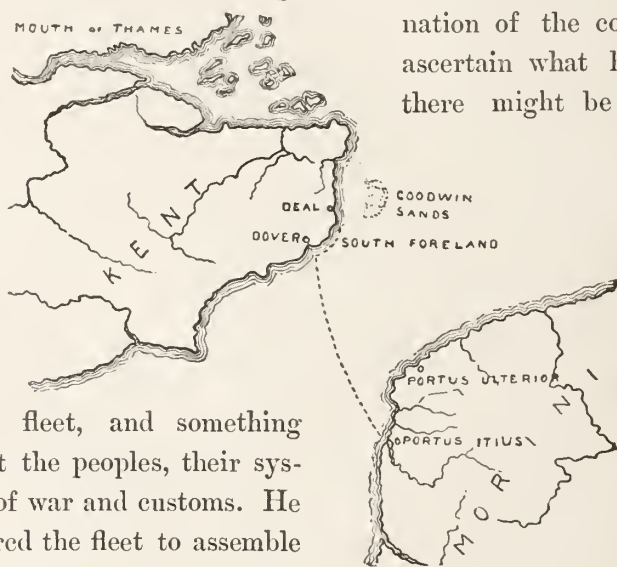 nation of the
ascertain what
there might be
MOUTH OF THAMES
GOODWIN
SANDS
DEAL
DOVER
SOUTH FORELAND
KENT
PORTUS ULTERIOR
PORTUS ITIUS
MORINI
fleet, and something
the peoples, their sys-
of war and customs. He
the fleet to assemble